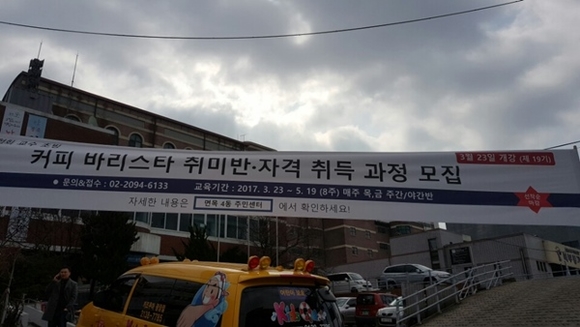 3월 23일 개강 (제 19기)
커피 바리스타 취미반·자격 취득 과정 모집
● 문의&접수 : 02-2094-6133 교육기간 : 2017. 3. 23 ~ 5. 19 (8주) 매주 목,금 주간/야간반
자세한 내용은 면목 4동 주민센터 에서 확인하세요!